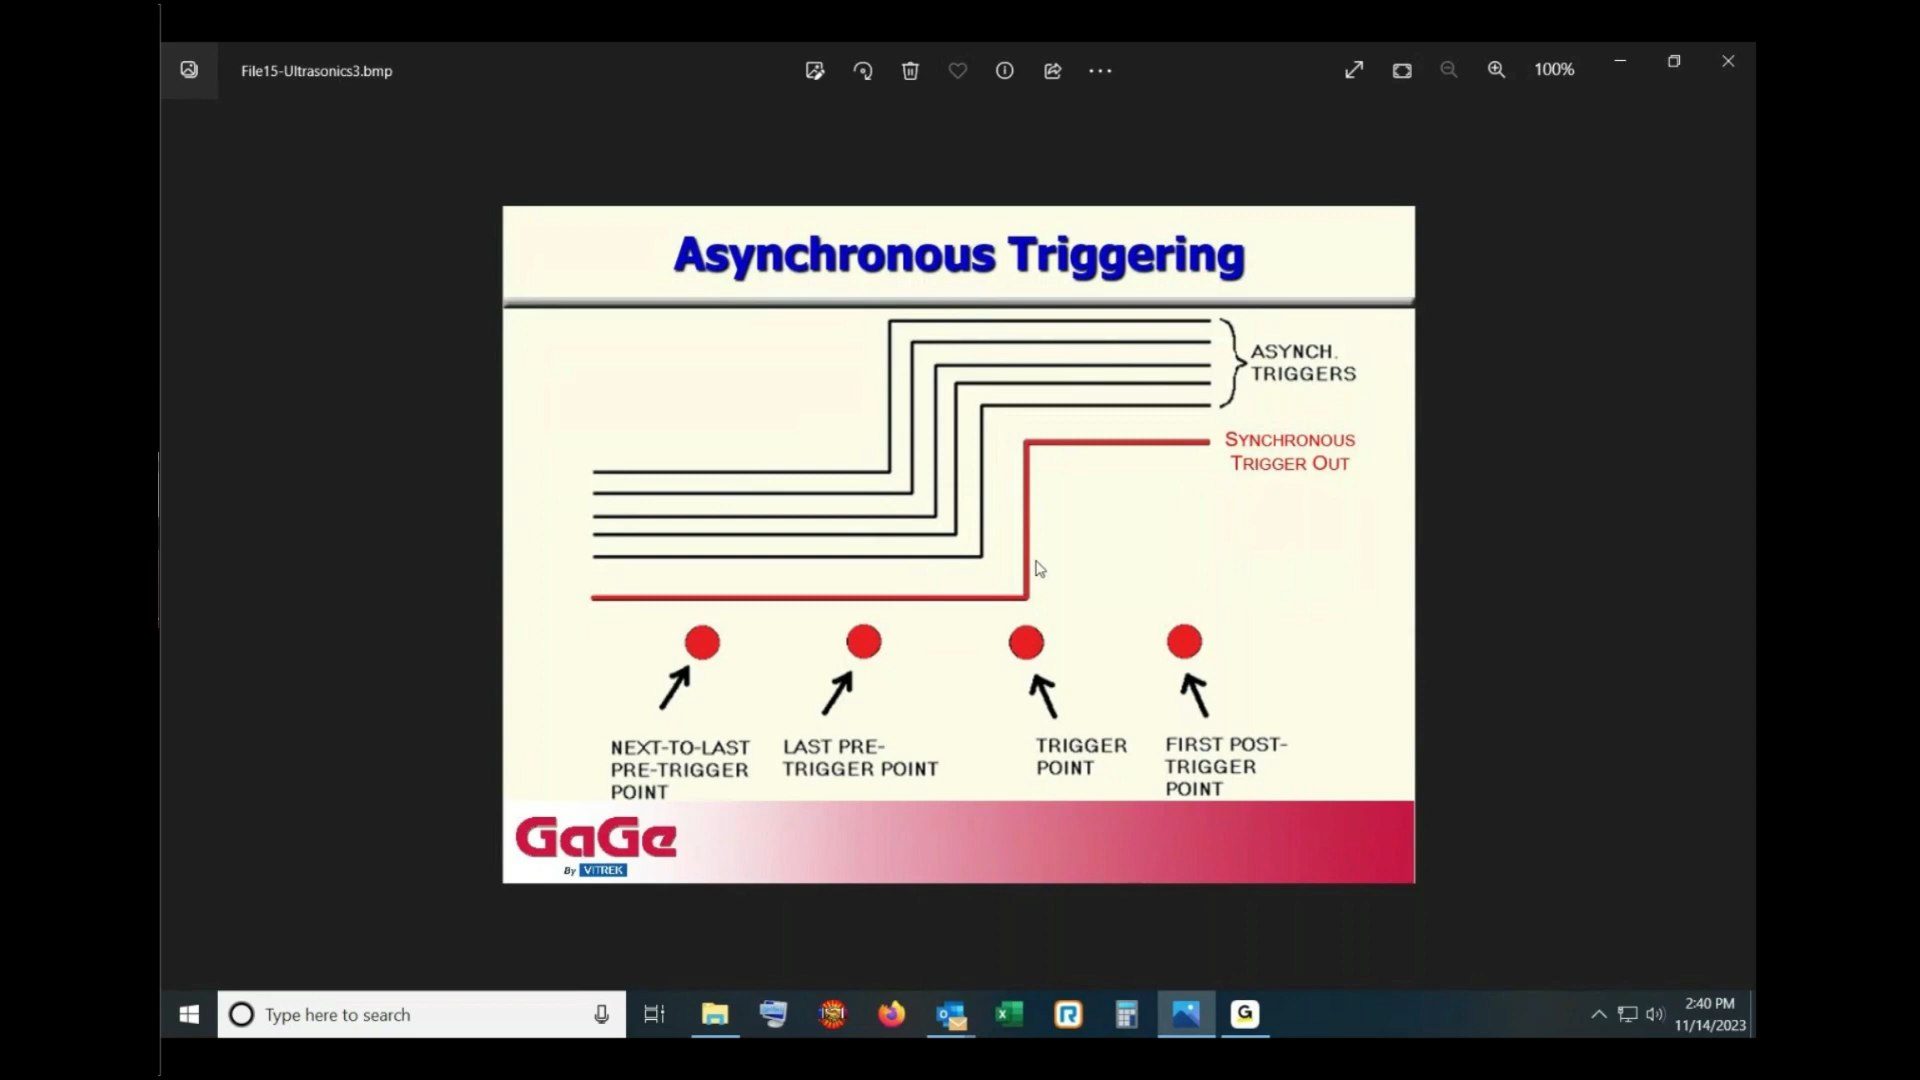 File15-Ultrasonics3.bmp
100%
Asynchronous Triggering
ASYNCH.
TRIGGERS
SYNCHRONOUS
TRIGGER OUT
NEXT-TO-LAST
PRE-TRIGGER
POINT
LAST PRE-
TRIGGER POINT
TRIGGER
POINT
FIRST POST-
TRIGGER
POINT
GaGe
By VITREK
Type here to search
2:40 PM
11/14/2023